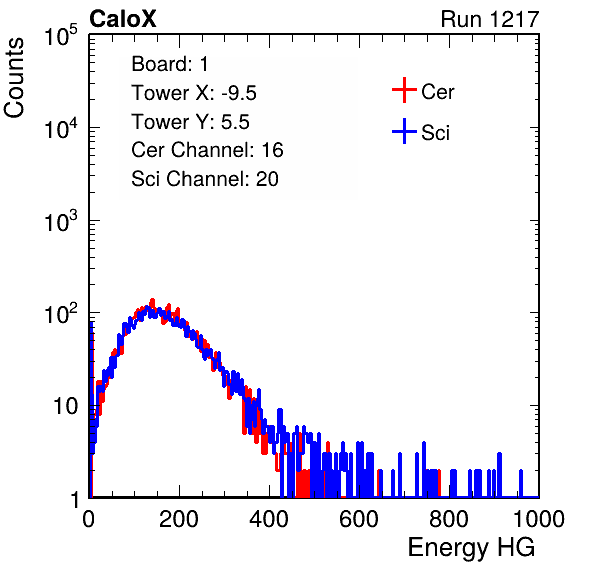 CaloX Run 1217
Counts
10^5
10^4
10^3
10^2
10
1
Board: 1
Tower X: -9.5
Tower Y: 5.5
Cer Channel: 16
Sci Channel: 20
Cer
Sci
0 200 400 600 800 1000
Energy HG